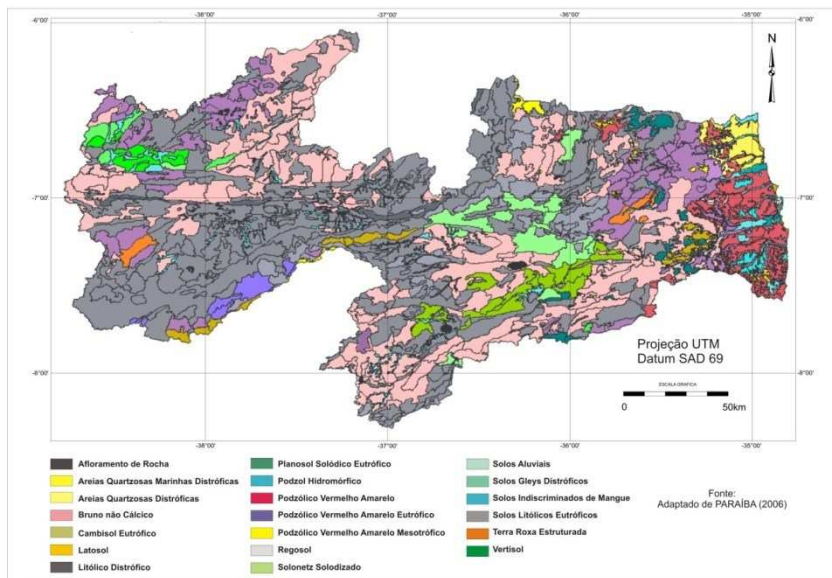 -38°00'
-37°00'
-36°00'
-35°00'
-6°00'
-6°00'
N
-7°00'
-7°00'
Projeção UTM
Datum SAD 69
ESCALA GRAFICA
0 50km
-8°00'
-8°00'
-38°00'
-37°00'
-36°00'
-35°00'
Afloramento de Rocha
Areias Quartzosas Marinhas Distróficas
Areias Quartzosas Distróficas
Bruno não Cálcico
Cambisol Eutrófico
Latosol
Litólico Distrófico
Planosol Solódico Eutrófico
Podzol Hidromórfico
Podzólico Vermelho Amarelo
Podzólico Vermelho Amarelo Eutrófico
Podzólico Vermelho Amarelo Mesotrófico
Regosol
Solonetz Solodizado
Solos Aluviais
Solos Gleys Distróficos
Solos Indiscriminados de Mangue
Solos Litólicos Eutróficos
Terra Roxa Estruturada
Vertisol
Fonte:
Adaptado de PARAÍBA (2006)